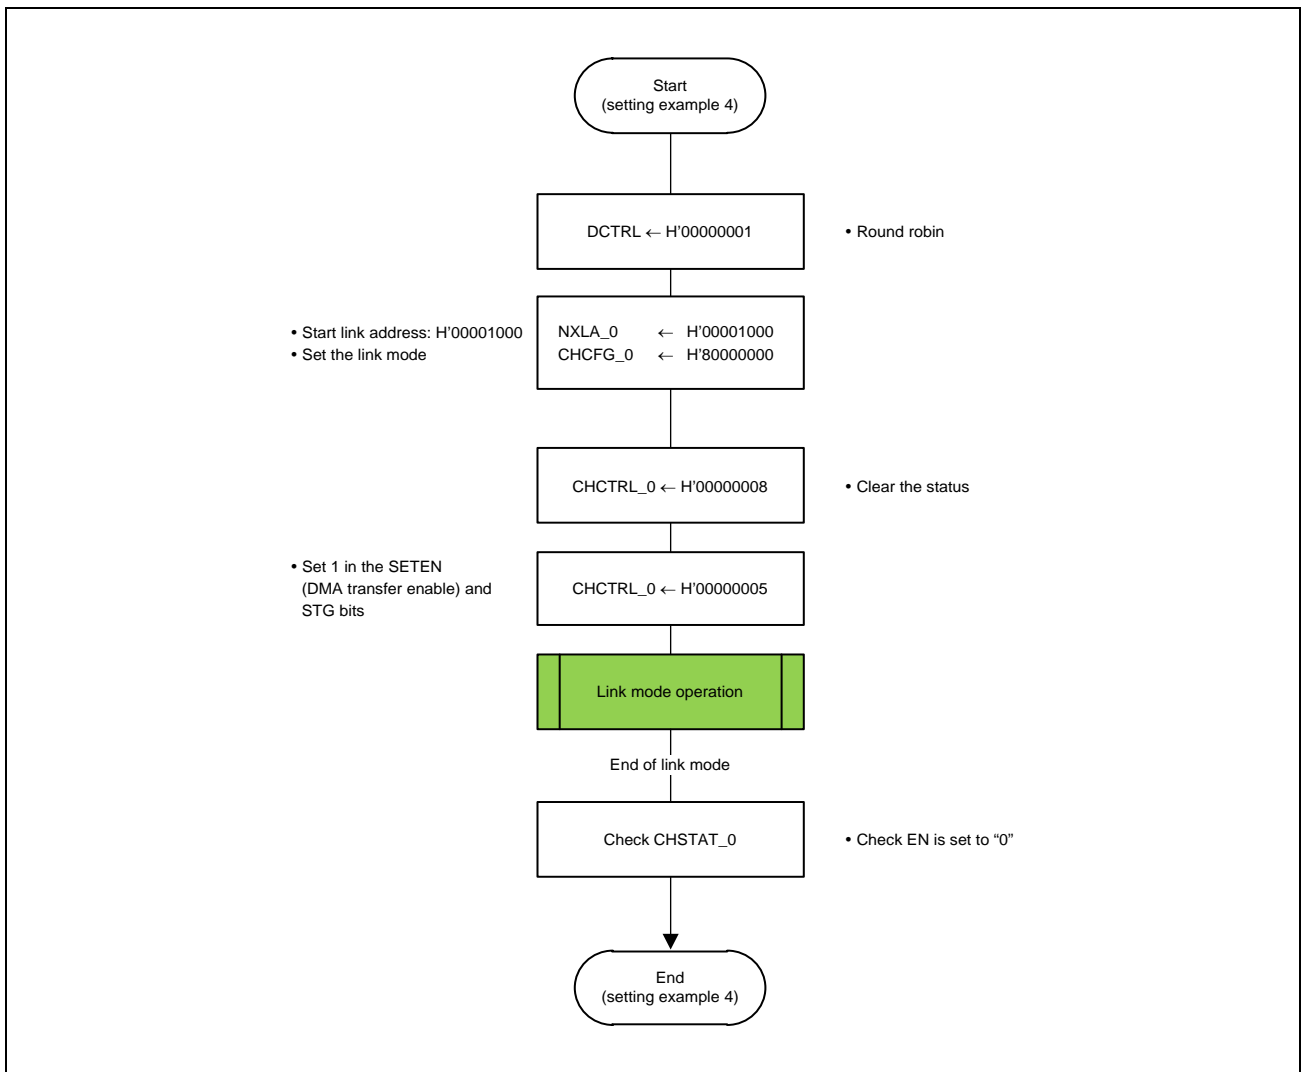 Start
(setting example 4)
DCTRL ← H'00000001
• Round robin
• Start link address: H'00001000
• Set the link mode
NXLA_0 ← H'00001000
CHCFG_0 ← H'80000000
CHCTRL_0 ← H'00000008
• Clear the status
• Set 1 in the SETEN
(DMA transfer enable) and
STG bits
CHCTRL_0 ← H'00000005
Link mode operation
End of link mode
Check CHSTAT_0
• Check EN is set to “0”
End
(setting example 4)